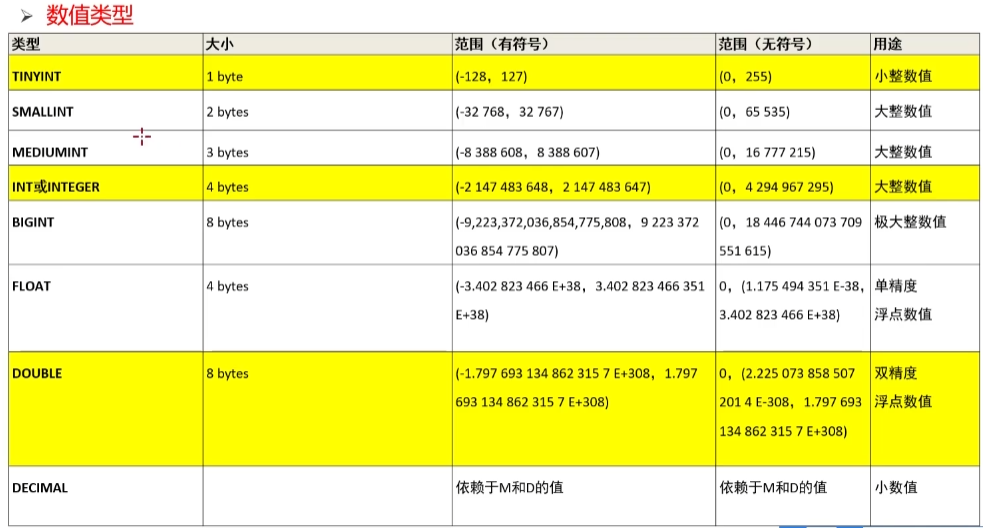 ➢ 数值类型
类型 大小 范围（有符号） 范围（无符号） 用途
TINYINT 1 byte (-128，127) (0，255) 小整数值
SMALLINT 2 bytes (-32 768，32 767) (0，65 535) 大整数值
MEDIUMINT 3 bytes (-8 388 608，8 388 607) (0，16 777 215) 大整数值
INT或INTEGER 4 bytes (-2 147 483 648，2 147 483 647) (0，4 294 967 295) 大整数值
BIGINT 8 bytes (-9,223,372,036,854,775,808，9 223 372 (0，18 446 744 073 709 极大整数值
036 854 775 807) 551 615)
FLOAT 4 bytes (-3.402 823 466 E+38，3.402 823 466 351 0，(1.175 494 351 E-38， 单精度
E+38) 3.402 823 466 E+38) 浮点数值
DOUBLE 8 bytes (-1.797 693 134 862 315 7 E+308，1.797 0，(2.225 073 858 507 双精度
693 134 862 315 7 E+308) 201 4 E-308，1.797 693 浮点数值
134 862 315 7 E+308)
DECIMAL 依赖于M和D的值 依赖于M和D的值 小数值